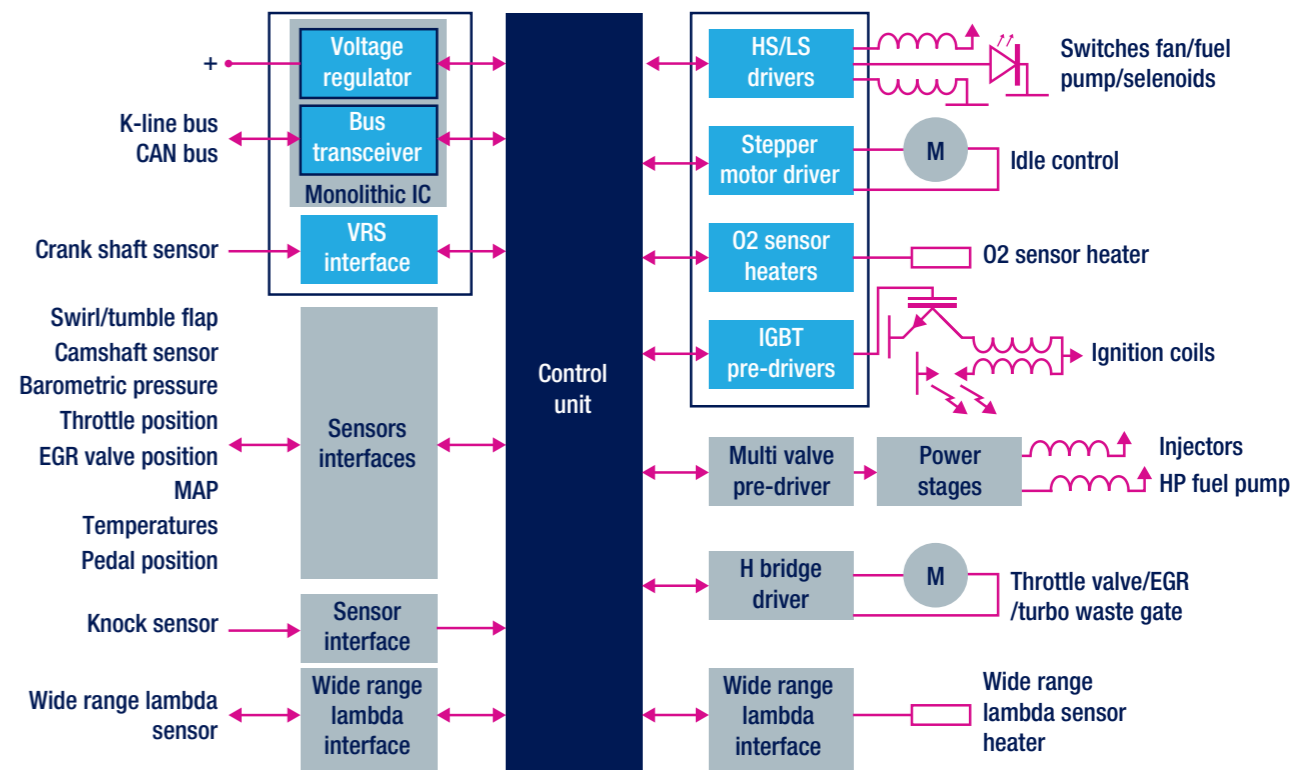 +
Voltage
regulator
K-line bus
CAN bus
Bus
transceiver
Monolithic IC
Crank shaft sensor
VRS
interface
Swirl/tumble flap
Camshaft sensor
Barometric pressure
Throttle position
EGR valve position
MAP
Temperatures
Pedal position
Sensors
interfaces
Knock sensor
Sensor
interface
Wide range lambda
sensor
Wide range
lambda
interface
Control
unit
HS/LS
drivers
Switches fan/fuel
pump/selenoids
Stepper
motor driver
M
Idle control
O2 sensor
heaters
O2 sensor heater
IGBT
pre-drivers
Ignition coils
Multi valve
pre-driver
Power
stages
Injectors
HP fuel pump
H bridge
driver
M
Throttle valve/EGR
/turbo waste gate
Wide range
lambda
interface
Wide range
lambda sensor
heater